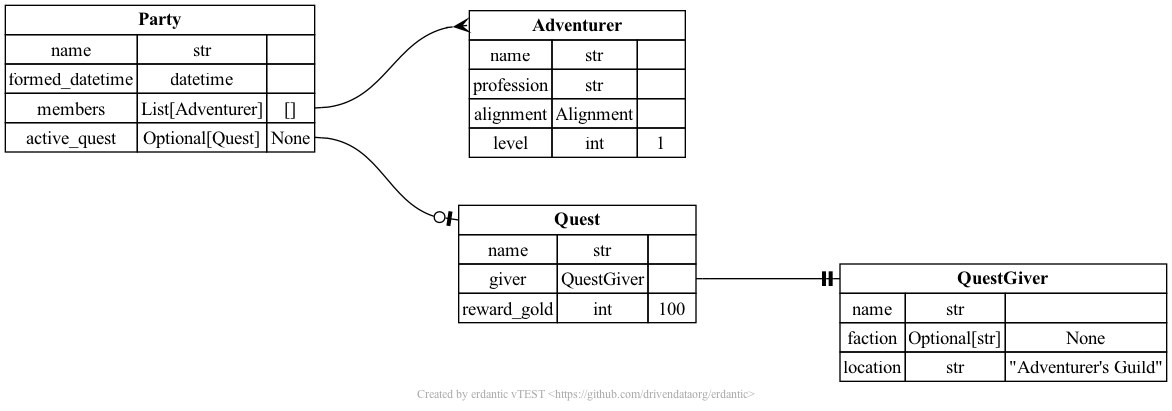 Party
name str
formed_datetime datetime
members List[Adventurer] []
active_quest Optional[Quest] None
Adventurer
name str
profession str
alignment Alignment
level int 1
Quest
name str
giver QuestGiver
reward_gold int 100
QuestGiver
name str
faction Optional[str] None
location str "Adventurer's Guild"
Created by erdantic vTEST <https://github.com/drivendataorg/erdantic>